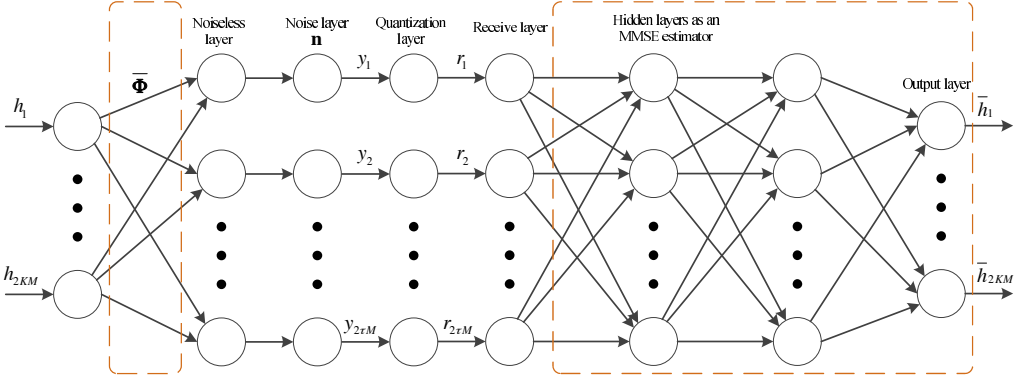 Noiseless
layer
Noise layer
n
Quantization
layer
Receive layer
Hidden layers as an
MMSE estimator
Output layer
Φ̅
y₁
r₁
h₁
h̅₁
y₂
r₂
h₂KM
h̅₂KM
y₂τM
r₂τM